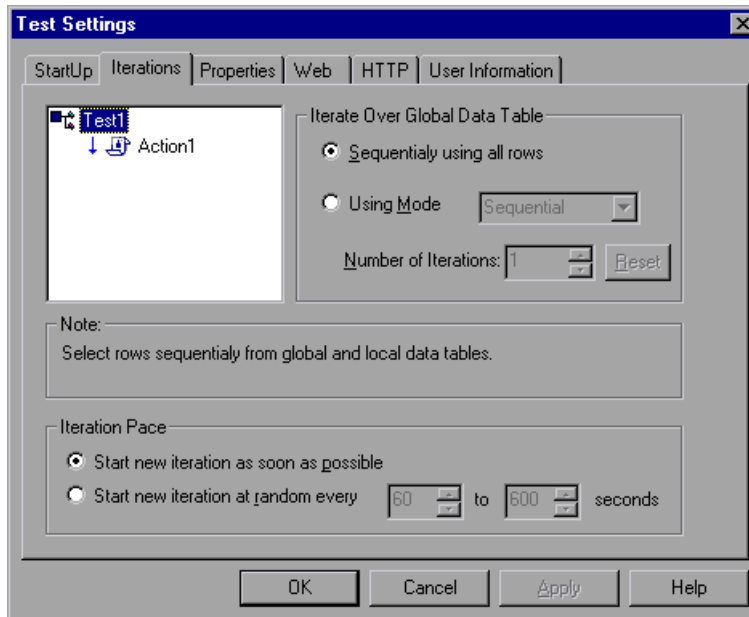 Test Settings
StartUp Iterations Properties Web HTTP User Information
Test1
Action1
Iterate Over Global Data Table
Sequentialy using all rows
Using Mode Sequential
Number of Iterations: 1 Reset
Note:
Select rows sequentialy from global and local data tables.
Iteration Pace
Start new iteration as soon as possible
Start new iteration at random every 60 to 600 seconds
OK Cancel Apply Help